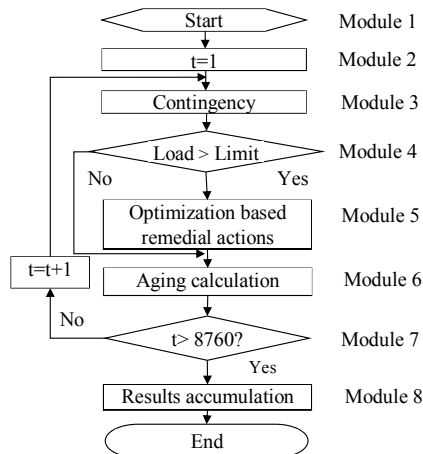 Start
Module 1
t=1
Module 2
Contingency
Module 3
Load > Limit
Module 4
No
Yes
Optimization based
remedial actions
Module 5
t=t+1
Aging calculation
Module 6
No
t> 8760?
Module 7
Yes
Results accumulation
Module 8
End